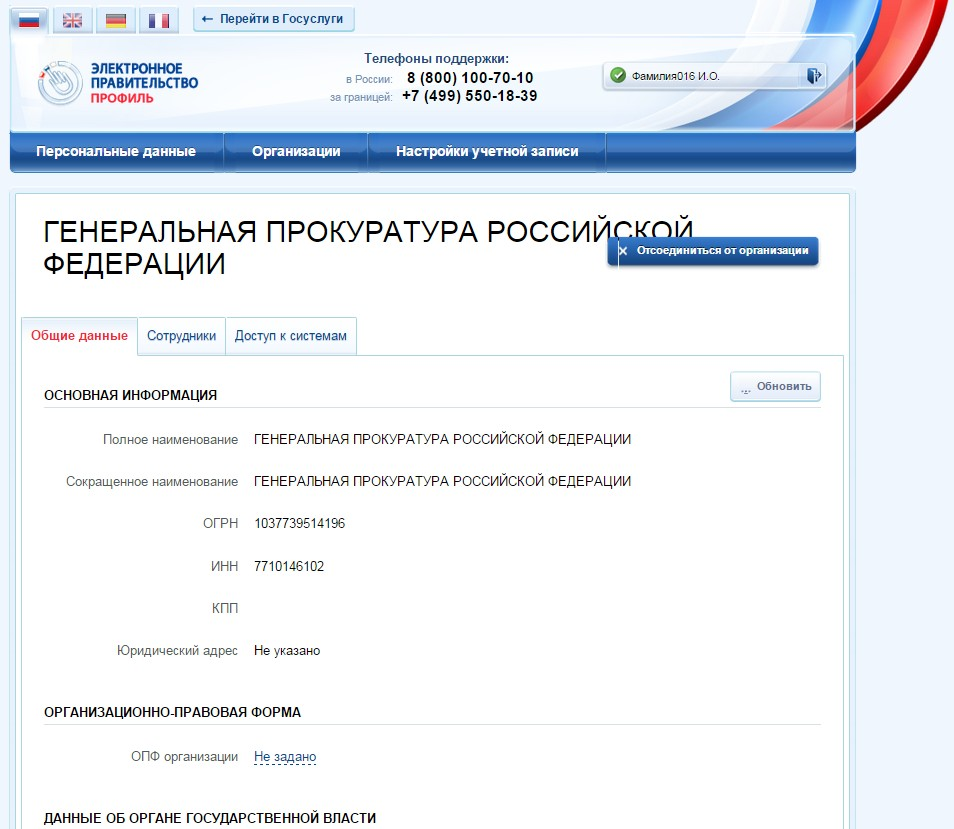 ← Перейти в Госуслуги
ЭЛЕКТРОННОЕ
ПРАВИТЕЛЬСТВО
ПРОФИЛЬ
Телефоны поддержки:
в России: 8 (800) 100-70-10
за границей: +7 (499) 550-18-39
Фамилия016 И.О.
Персональные данные Организации Настройки учетной записи
ГЕНЕРАЛЬНАЯ ПРОКУРАТУРА РОССИЙСКОЙ
ФЕДЕРАЦИИ
Отсоединиться от организации
Общие данные Сотрудники Доступ к системам
ОСНОВНАЯ ИНФОРМАЦИЯ
... Обновить
Полное наименование ГЕНЕРАЛЬНАЯ ПРОКУРАТУРА РОССИЙСКОЙ ФЕДЕРАЦИИ
Сокращенное наименование ГЕНЕРАЛЬНАЯ ПРОКУРАТУРА РОССИЙСКОЙ ФЕДЕРАЦИИ
ОГРН 1037739514196
ИНН 7710146102
КПП
Юридический адрес Не указано
ОРГАНИЗАЦИОННО-ПРАВОВАЯ ФОРМА
ОПФ организации Не задано
ДАННЫЕ ОБ ОРГАНЕ ГОСУДАРСТВЕННОЙ ВЛАСТИ